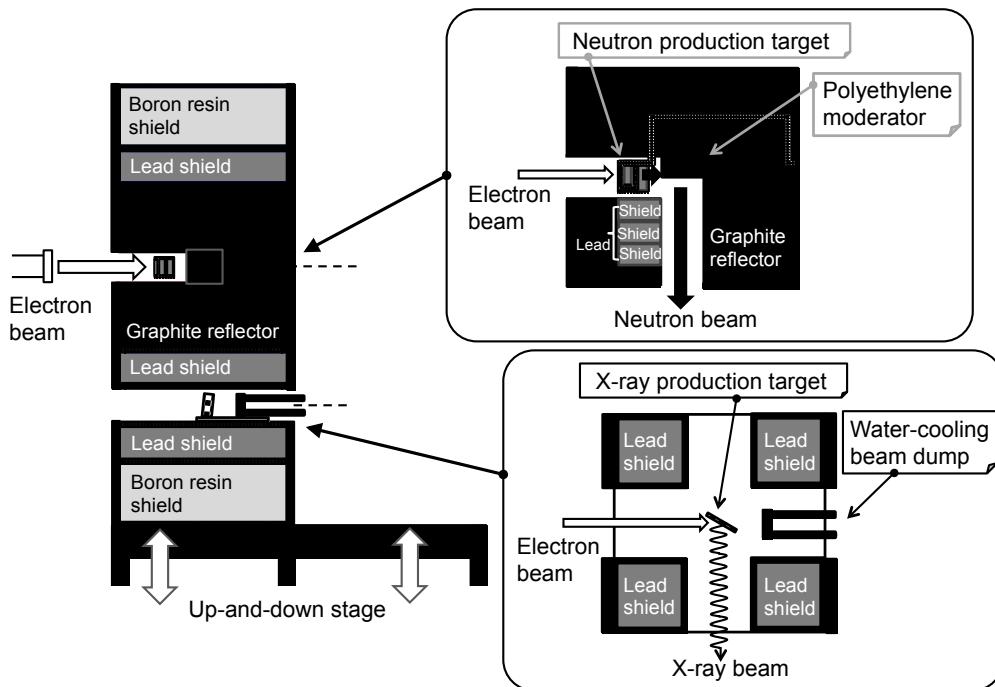 Boron resin
shield
Lead shield
Electron
beam
Graphite reflector
Lead shield
Lead shield
Boron resin
shield
Up-and-down stage
Neutron production target
Polyethylene
moderator
Electron
beam
Shield
Lead
Shield
Shield
Graphite
reflector
Neutron beam
X-ray production target
Water-cooling
beam dump
Lead
shield
Lead
shield
Electron
beam
Lead
shield
Lead
shield
X-ray beam